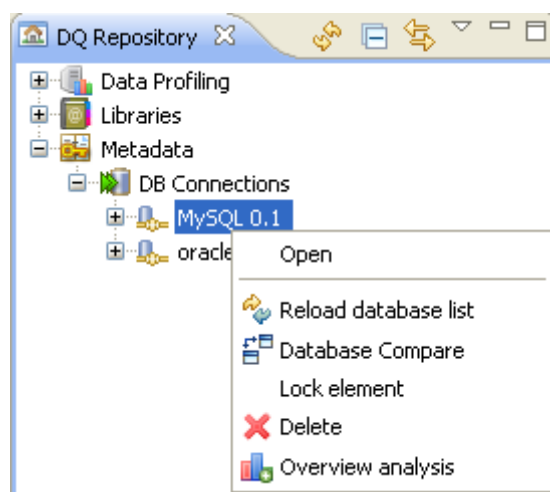 DQ Repository
Data Profiling
Libraries
Metadata
DB Connections
MySQL 0.1
oracle
Open
Reload database list
Database Compare
Lock element
Delete
Overview analysis